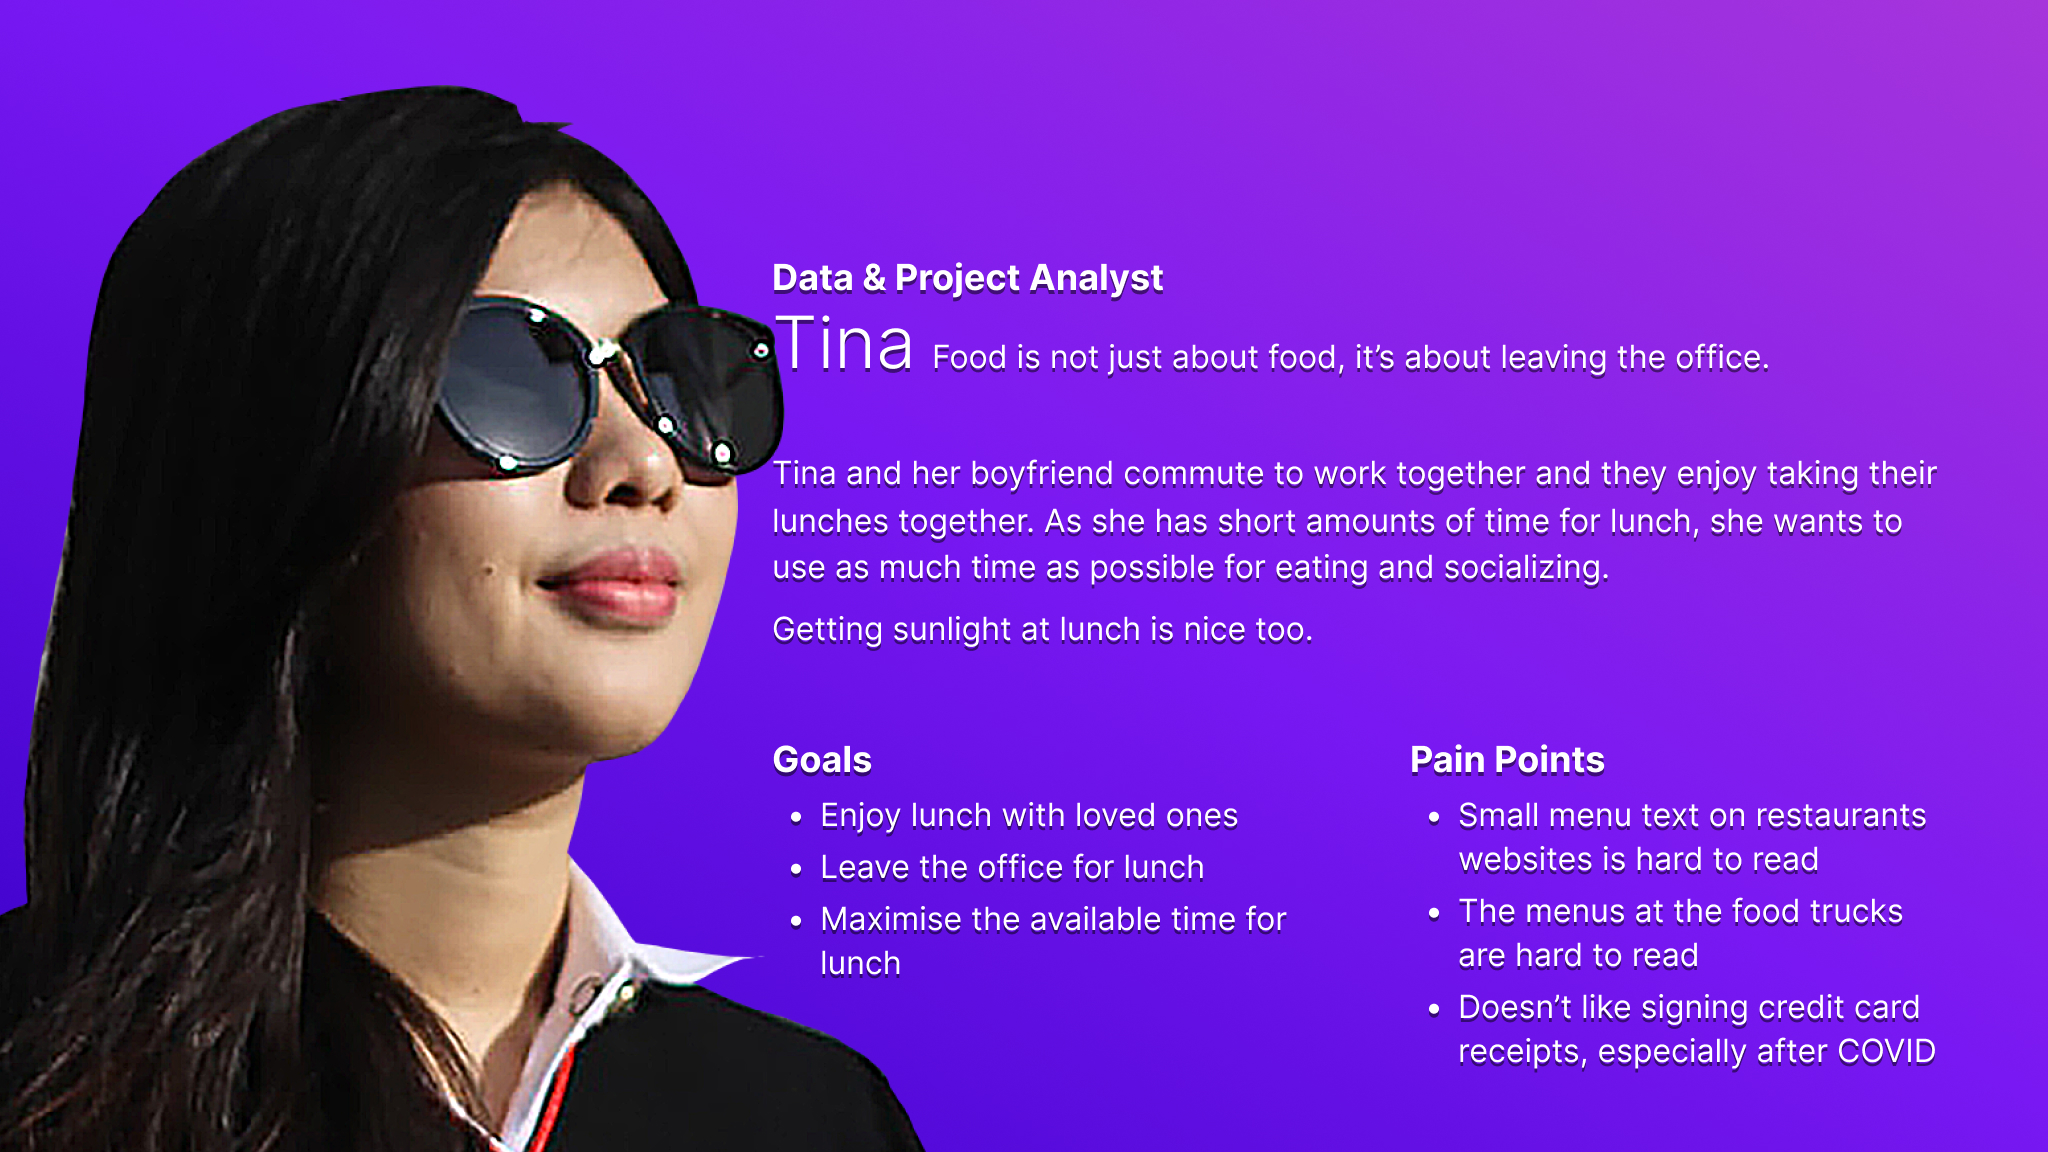 Data & Project Analyst
Tina Food is not just about food, it’s about leaving the office.
Tina and her boyfriend commute to work together and they enjoy taking their
lunches together. As she has short amounts of time for lunch, she wants to
use as much time as possible for eating and socializing.
Getting sunlight at lunch is nice too.
Goals
• Enjoy lunch with loved ones
• Leave the office for lunch
• Maximise the available time for
lunch
Pain Points
• Small menu text on restaurants
websites is hard to read
• The menus at the food trucks
are hard to read
• Doesn’t like signing credit card
receipts, especially after COVID